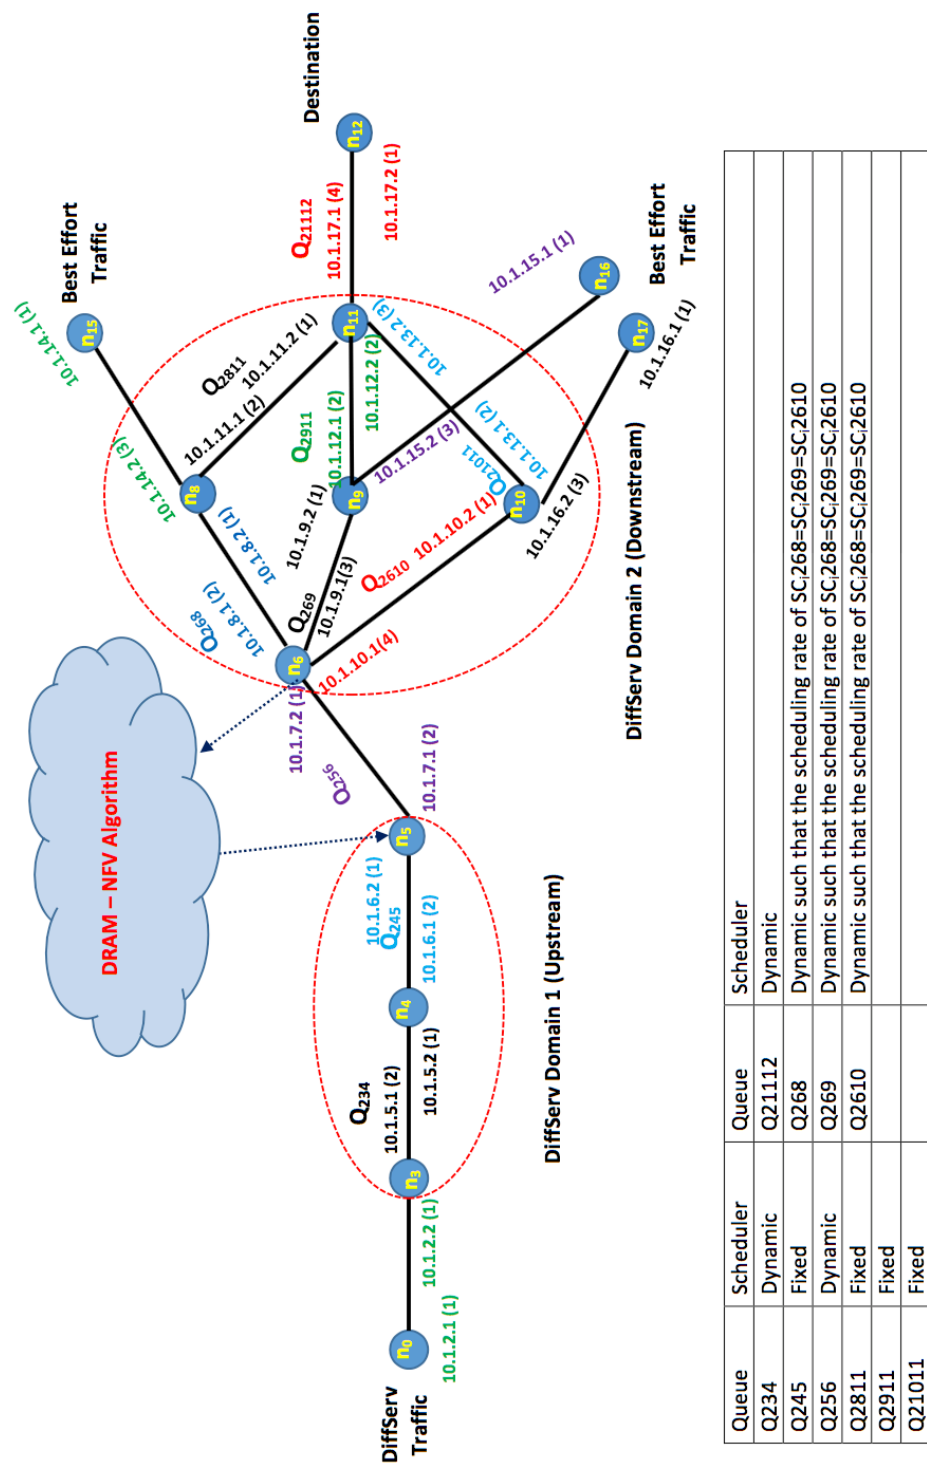 DRAM – NFV Algorithm
Best Effort
Traffic
n15
10.1.14.1 (1)
10.1.14.2 (3)
n8
Q268
10.1.8.1 (2)
10.1.8.2 (1)
Q2811
10.1.11.1 (2)
10.1.11.2 (1)
Destination
n12
Q21112
10.1.17.1 (4)
10.1.17.2 (1)
n11
n6
10.1.7.2 (1)
Q269
10.1.9.1(3)
10.1.9.2 (1)
n9
Q2911
10.1.12.1 (2)
10.1.12.2 (2)
10.1.13.2 (3)
10.1.10.1(4)
Q2610
10.1.10.2 (1)
n10
10.1.15.2 (3)
Q21011
10.1.13.1 (2)
10.1.15.1 (1)
n16
10.1.16.2 (3)
10.1.16.1 (1)
n17
Best Effort
Traffic
DiffServ Domain 2 (Downstream)
Q256
10.1.7.1 (2)
n5
10.1.6.2 (1)
Q245
10.1.6.1 (2)
n4
Q234
10.1.5.1 (2)
10.1.5.2 (1)
n3
10.1.2.2 (1)
10.1.2.1 (1)
n0
DiffServ
Traffic
DiffServ Domain 1 (Upstream)
Queue Scheduler Queue Scheduler
Q234 Dynamic Q21112 Dynamic
Q245 Fixed Q268 Dynamic such that the scheduling rate of SCi268=SCi269=SCi2610
Q256 Dynamic Q269 Dynamic such that the scheduling rate of SCi268=SCi269=SCi2610
Q2811 Fixed Q2610 Dynamic such that the scheduling rate of SCi268=SCi269=SCi2610
Q2911 Fixed
Q21011 Fixed